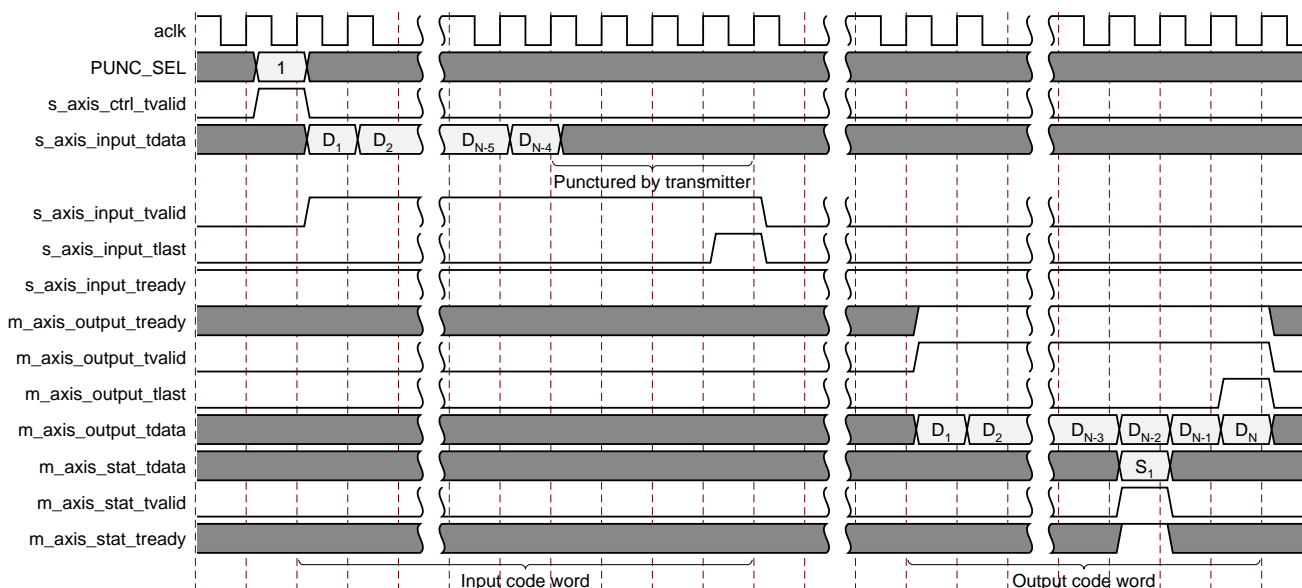 aclk
PUNC_SEL 1
s_axis_ctrl_tvalid
s_axis_input_tdata D1 D2 DN-5 DN-4
Punctured by transmitter
s_axis_input_tvalid
s_axis_input_tlast
s_axis_input_tready
m_axis_output_tready
m_axis_output_tvalid
m_axis_output_tlast
m_axis_output_tdata D1 D2 DN-3 DN-2 DN-1 DN
m_axis_stat_tdata S1
m_axis_stat_tvalid
m_axis_stat_tready
Input code word Output code word